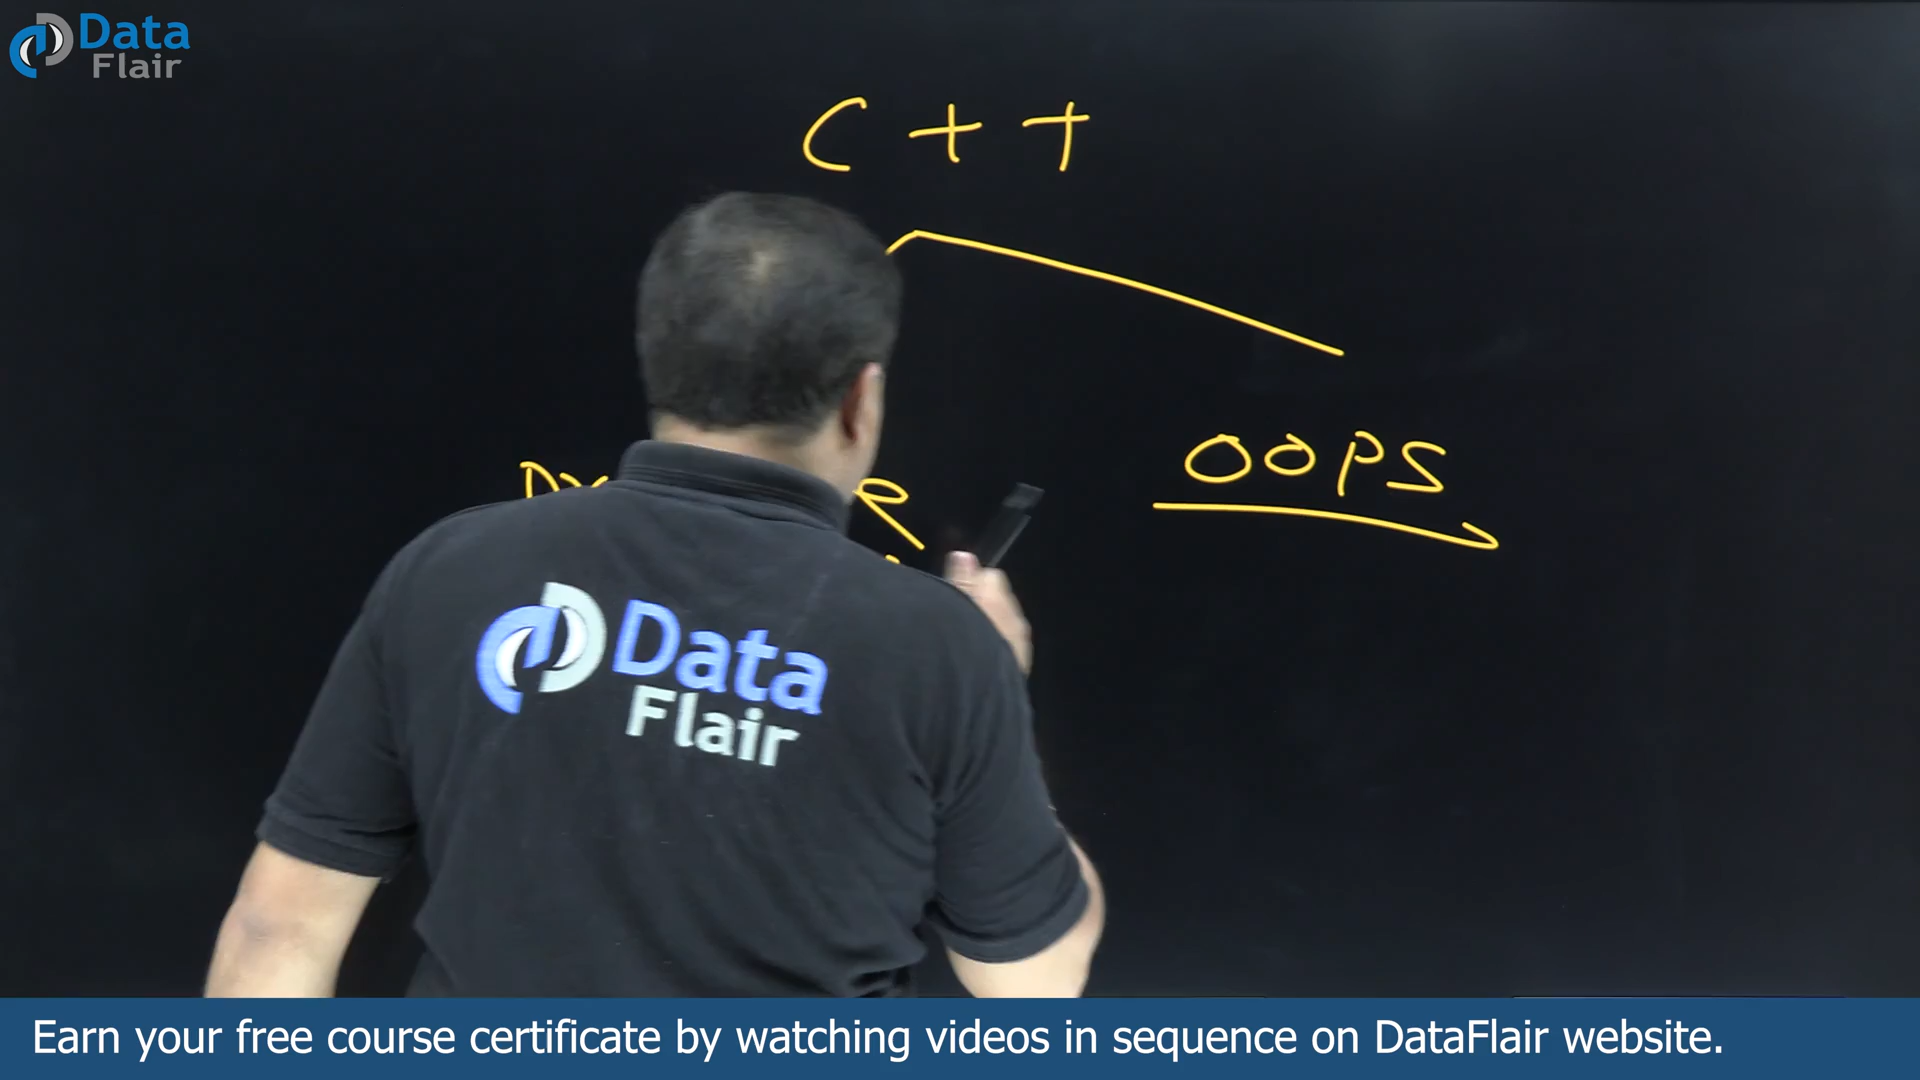 Data
Flair
C++
OOPS
Data
Flair
Earn your free course certificate by watching videos in sequence on DataFlair website.